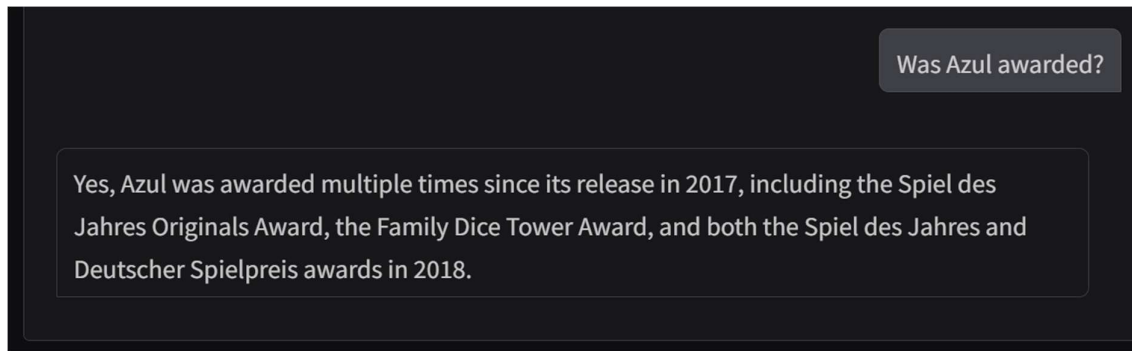 Was Azul awarded?
Yes, Azul was awarded multiple times since its release in 2017, including the Spiel des
Jahres Originals Award, the Family Dice Tower Award, and both the Spiel des Jahres and
Deutscher Spielpreis awards in 2018.